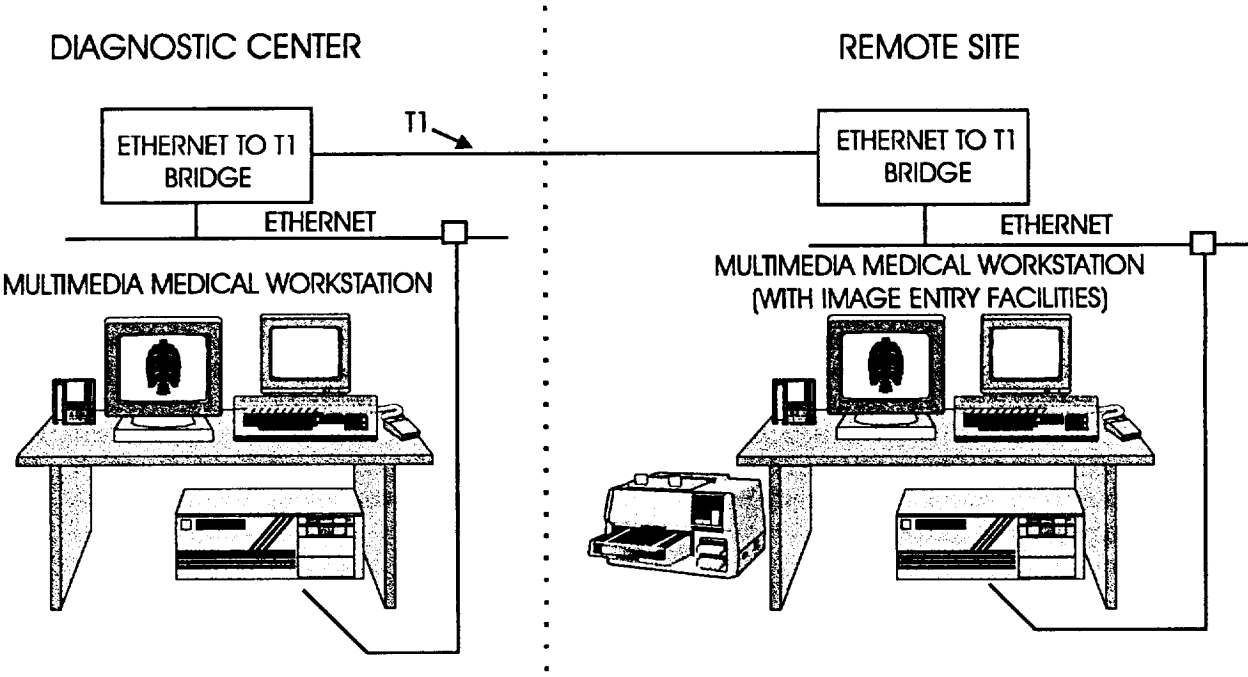 DIAGNOSTIC CENTER
REMOTE SITE
T1
ETHERNET TO T1
BRIDGE
ETHERNET TO T1
BRIDGE
ETHERNET
ETHERNET
MULTIMEDIA MEDICAL WORKSTATION
MULTIMEDIA MEDICAL WORKSTATION
(WITH IMAGE ENTRY FACILITIES)